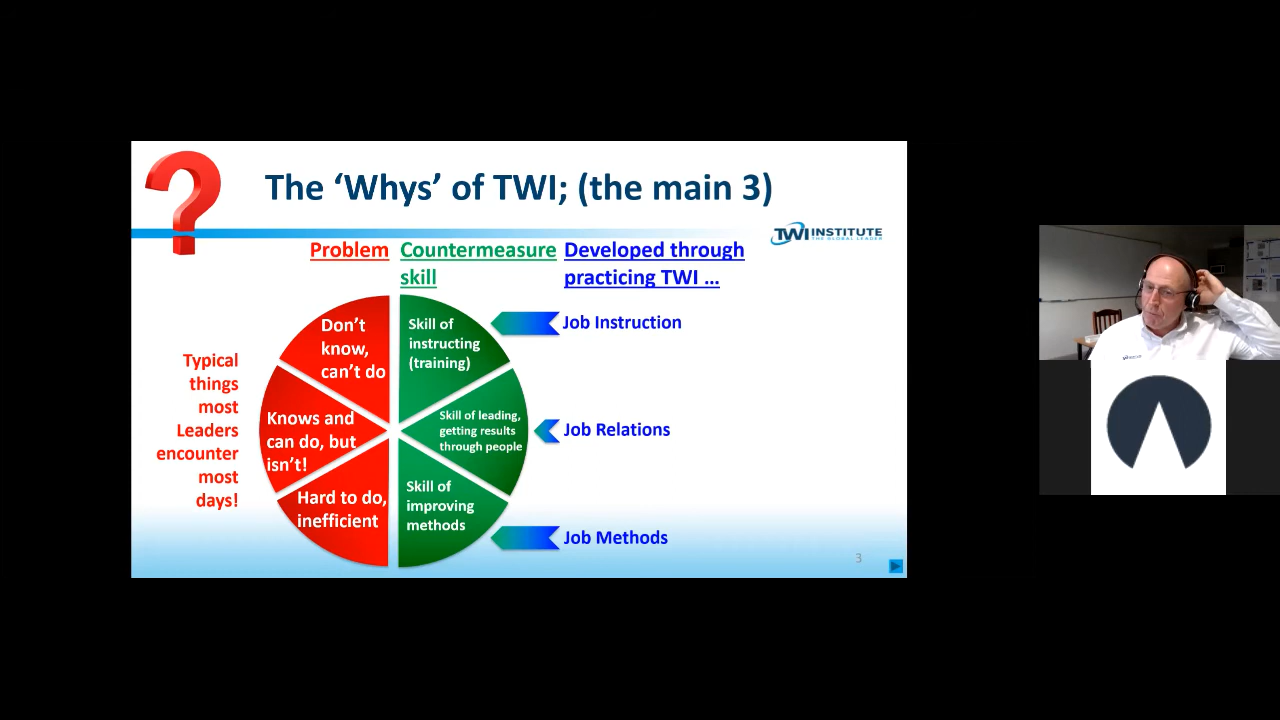 The ‘Whys’ of TWI; (the main 3)
TWI INSTITUTE
THE GLOBAL LEADER
Problem
Countermeasure
skill
Developed through
practicing TWI ...
Typical
things
most
Leaders
encounter
most
days!
Don’t
know,
can’t do
Skill of
instructing
(training)
Job Instruction
Knows and
can do, but
isn’t!
Skill of leading,
getting results
through people
Job Relations
Hard to do,
inefficient
Skill of
improving
methods
Job Methods
3